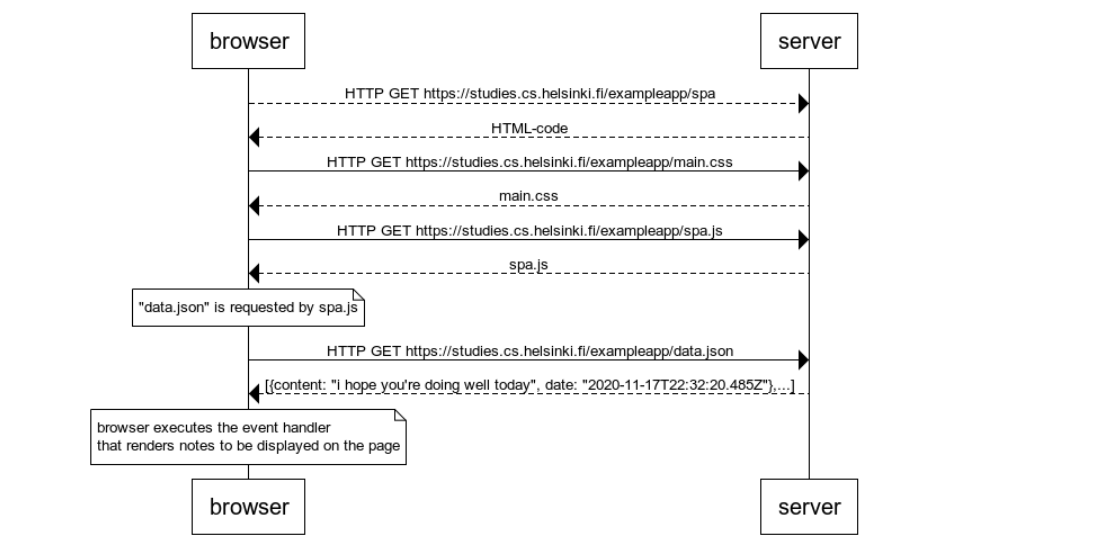 browser
server
HTTP GET https://studies.cs.helsinki.fi/exampleapp/spa
HTML-code
HTTP GET https://studies.cs.helsinki.fi/exampleapp/main.css
main.css
HTTP GET https://studies.cs.helsinki.fi/exampleapp/spa.js
spa.js
"data.json" is requested by spa.js
HTTP GET https://studies.cs.helsinki.fi/exampleapp/data.json
[{content: "i hope you're doing well today", date: "2020-11-17T22:32:20.485Z"},...]
browser executes the event handler
that renders notes to be displayed on the page
browser
server